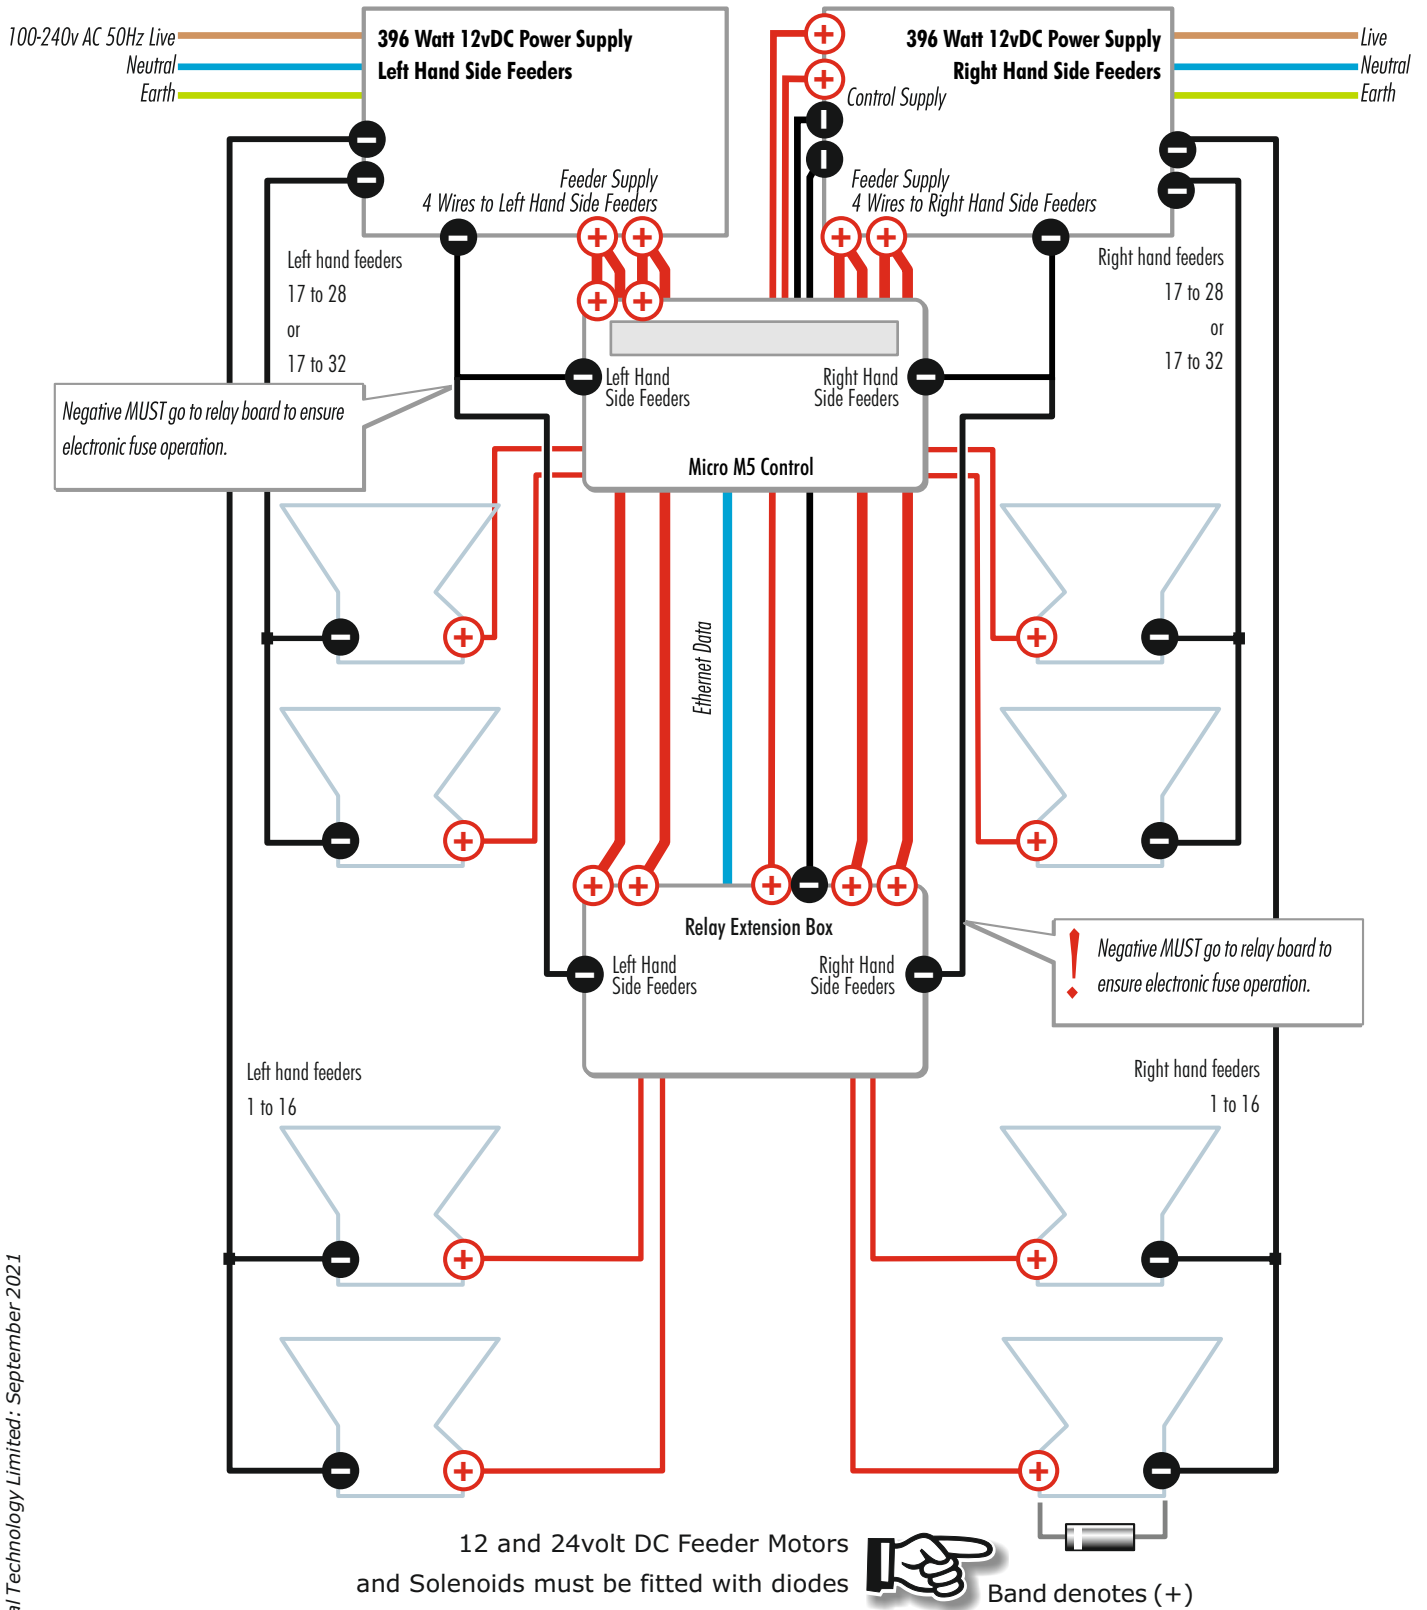 100-240v AC 50Hz Live
Neutral
Earth
396 Watt 12vDC Power Supply
Left Hand Side Feeders
396 Watt 12vDC Power Supply
Right Hand Side Feeders
Live
Neutral
Earth
Control Supply
Feeder Supply
4 Wires to Left Hand Side Feeders
Feeder Supply
4 Wires to Right Hand Side Feeders
Left hand feeders
17 to 28
or
17 to 32
Right hand feeders
17 to 28
or
17 to 32
Negative MUST go to relay board to ensure
electronic fuse operation.
Left Hand
Side Feeders
Right Hand
Side Feeders
Micro M5 Control
Ethernet Data
Relay Extension Box
Left Hand
Side Feeders
Right Hand
Side Feeders
! Negative MUST go to relay board to
ensure electronic fuse operation.
Left hand feeders
1 to 16
Right hand feeders
1 to 16
12 and 24volt DC Feeder Motors
and Solenoids must be fitted with diodes
Band denotes (+)
Technology Limited: September 2021